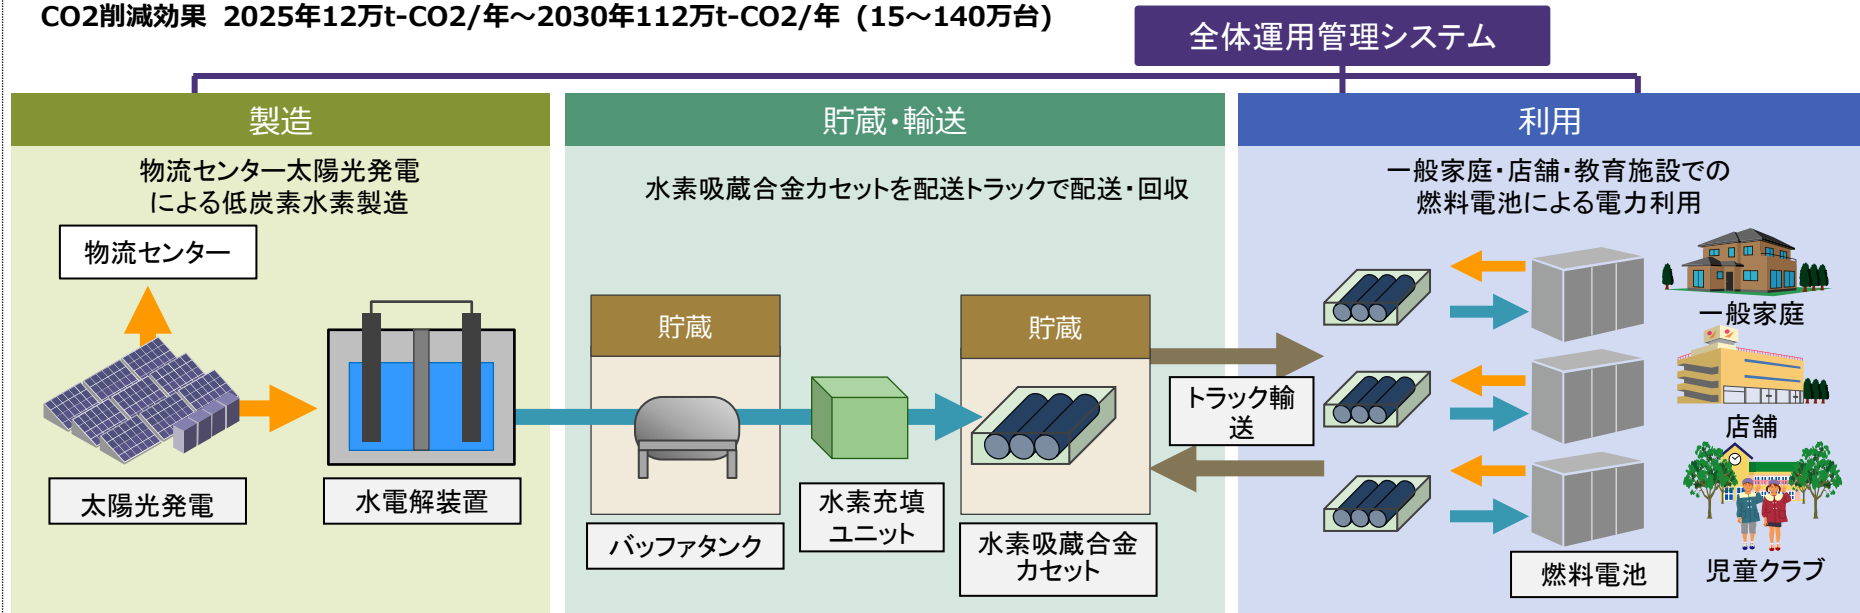 CO2削減効果 2025年12万t-CO2/年～2030年112万t-CO2/年 (15～140万台)
全体運用管理システム
製造
物流センター太陽光発電
による低炭素水素製造
物流センター
太陽光発電
水電解装置
貯蔵・輸送
水素吸蔵合金カセットを配送トラックで配送・回収
貯蔵
バッファタンク
水素充填
ユニット
貯蔵
水素吸蔵合金
カセット
トラック輸
送
利用
一般家庭・店舗・教育施設での
燃料電池による電力利用
一般家庭
店舗
児童クラブ
燃料電池